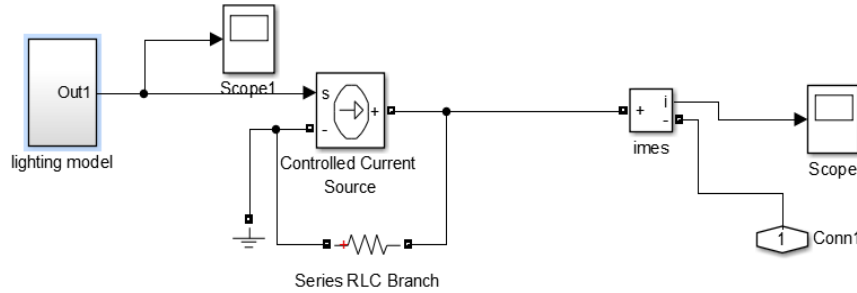 Out1
lighting model
Scope1
s
+
-
Controlled Current
Source
+
Series RLC Branch
+
i
-
imes
Scope
1
Conn1